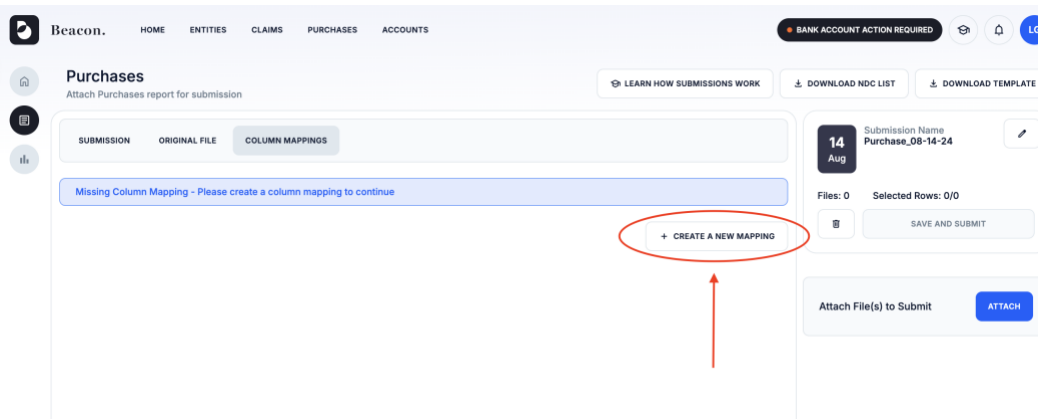 Beacon.
HOME ENTITIES CLAIMS PURCHASES ACCOUNTS
BANK ACCOUNT ACTION REQUIRED
LO
Purchases
Attach Purchases report for submission
LEARN HOW SUBMISSIONS WORK
DOWNLOAD NDC LIST
DOWNLOAD TEMPLATE
SUBMISSION ORIGINAL FILE COLUMN MAPPINGS
Missing Column Mapping - Please create a column mapping to continue
+ CREATE A NEW MAPPING
14
Aug
Submission Name
Purchase_08-14-24
Files: 0 Selected Rows: 0/0
SAVE AND SUBMIT
Attach File(s) to Submit
ATTACH